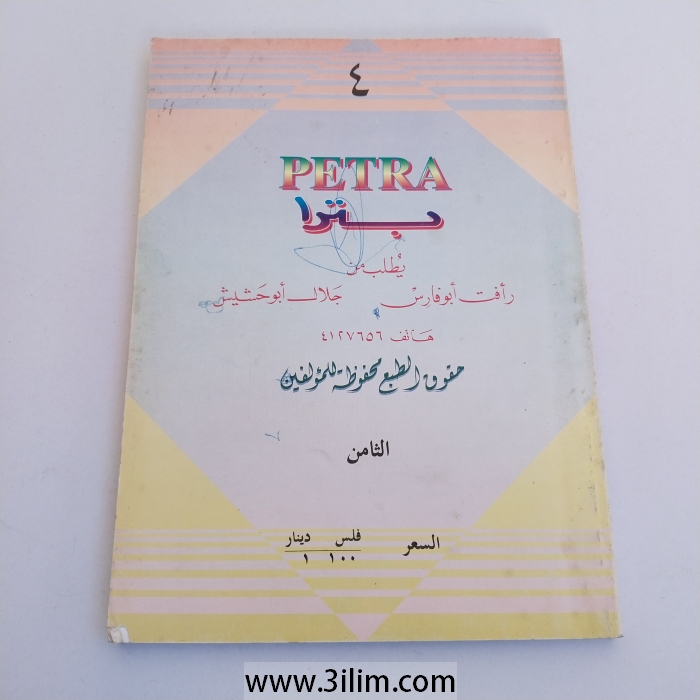 ٤
PETRA
بترا
يُطلب من
رأفت أبوفارس جلال أبوحشيش
هاتف ٤١٢٧٦٥٦
حقوق الطبع محفوظة للمؤلفين
الثامن
السعر فلس دينار
١٠٠ ١
www.3ilim.com